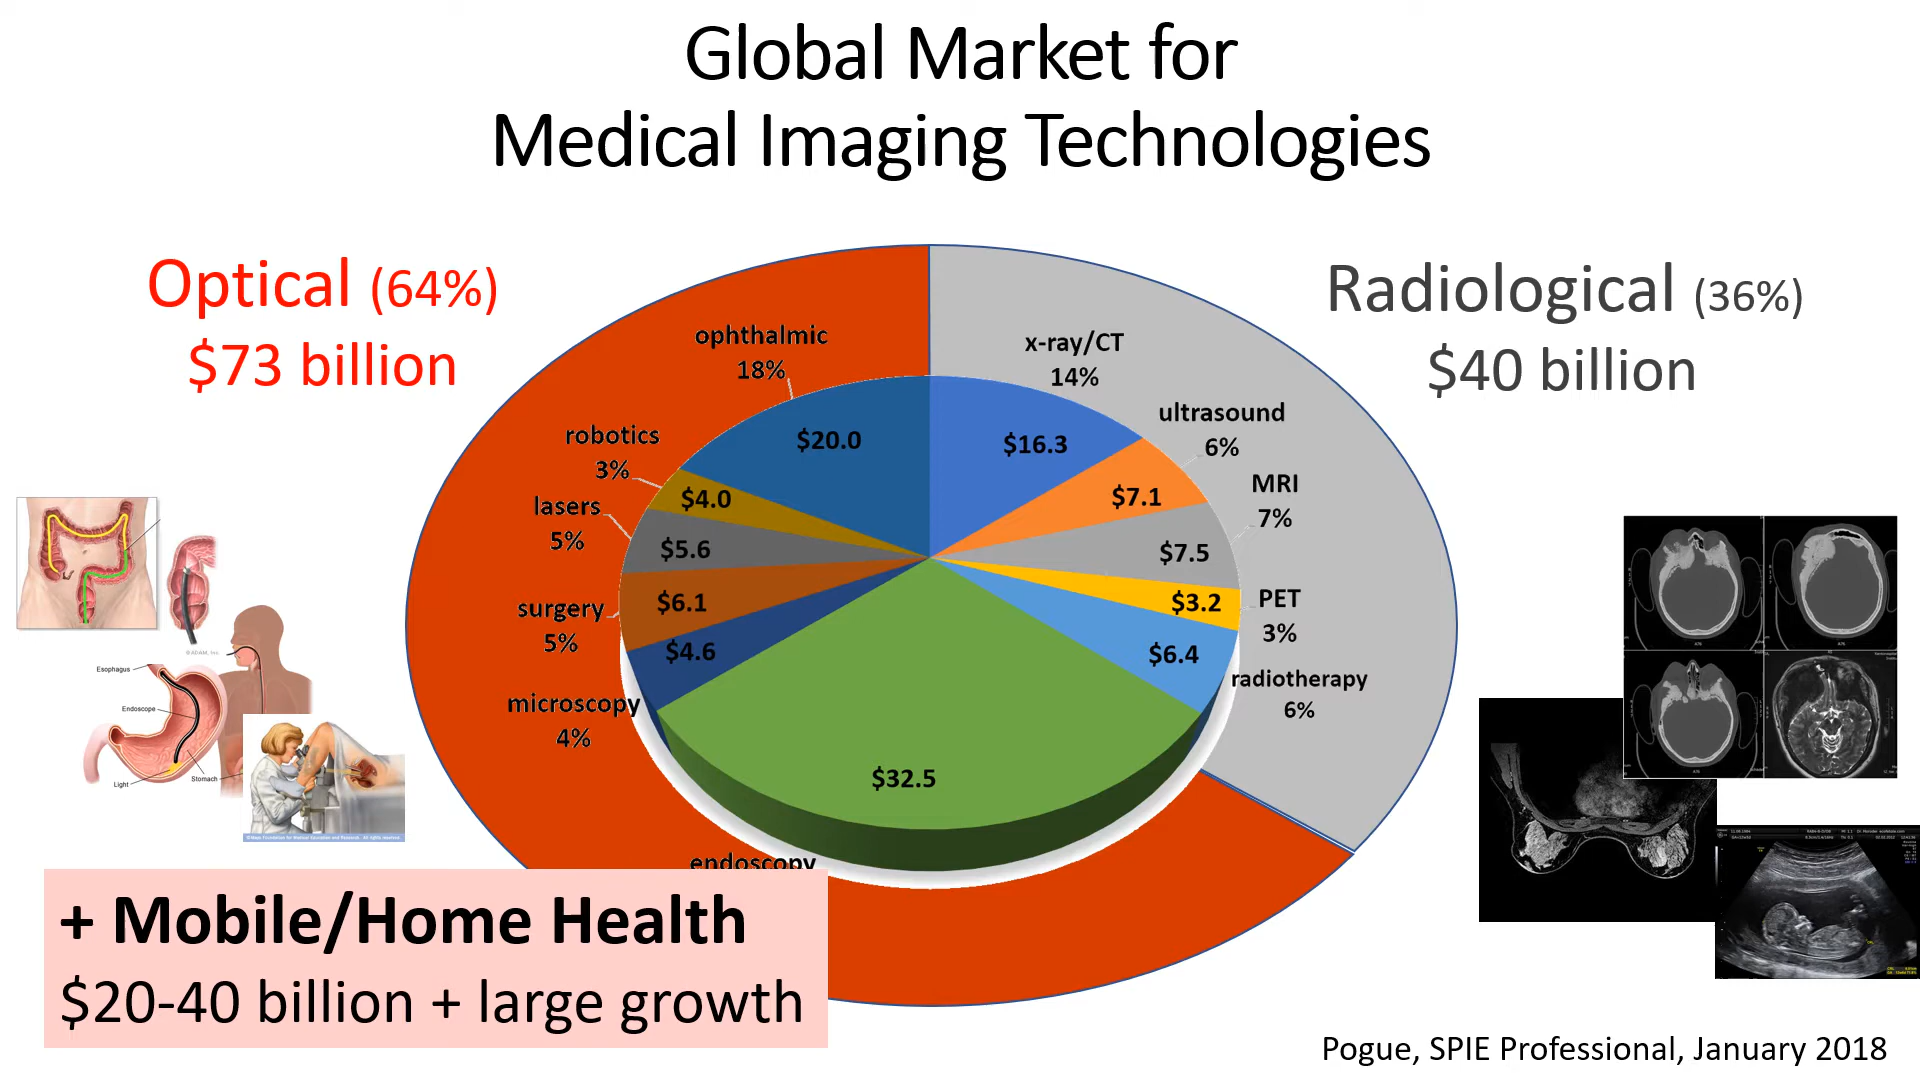 Global Market for
Medical Imaging Technologies
Optical (64%)
$73 billion
Radiological (36%)
$40 billion
ophthalmic
18%
x-ray/CT
14%
ultrasound
6%
robotics
3%
MRI
7%
lasers
5%
PET
3%
surgery
5%
radiotherapy
6%
microscopy
4%
endoscopy
$20.0
$16.3
$4.0
$7.1
$5.6
$7.5
$6.1
$3.2
$4.6
$6.4
$32.5
© ADAM, Inc.
Esophagus
Endoscope
Light
Stomach
+ Mobile/Home Health
$20-40 billion + large growth
Pogue, SPIE Professional, January 2018